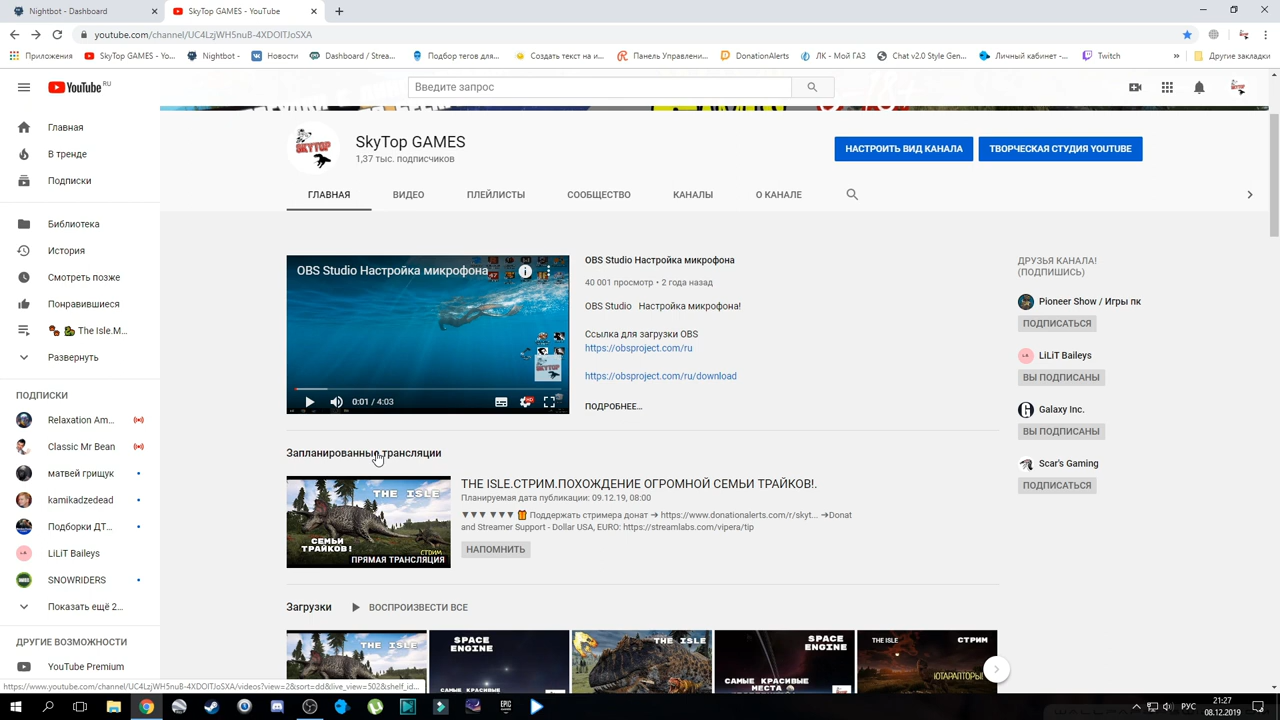 Nightbot - Dashboard
SkyTop GAMES - YouTube
youtube.com/channel/UC4LzjWH5nuB-4XDOITJoSXA
Приложения
SkyTop GAMES - Yo...
Nightbot -
Новости
Dashboard / Strea...
Подбор тегов для...
Создать текст на и...
Панель Управлени...
DonationAlerts
ЛК - Мой ГАЗ
Chat v2.0 Style Gen...
Личный кабинет -...
Twitch
Другие закладки
YouTube RU
Введите запрос
Главная
В тренде
Подписки
Библиотека
История
Смотреть позже
Понравившиеся
The Isle.М...
Развернуть
ПОДПИСКИ
Relaxation Am...
Classic Mr Bean
матвей грищук
kamikadzedead
Подборки ДТ...
LiLiT Baileys
SNOWRIDERS
Показать ещё 2...
ДРУГИЕ ВОЗМОЖНОСТИ
YouTube Premium
SKYTOP
SkyTop GAMES
1,37 тыс. подписчиков
НАСТРОИТЬ ВИД КАНАЛА
ТВОРЧЕСКАЯ СТУДИЯ YOUTUBE
ГЛАВНАЯ
ВИДЕО
ПЛЕЙЛИСТЫ
СООБЩЕСТВО
КАНАЛЫ
О КАНАЛЕ
OBS Studio Настройка микрофона
0:01 / 4:03
OBS Studio Настройка микрофона
40 001 просмотр • 2 года назад
OBS Studio Настройка микрофона!
Ссылка для загрузки OBS
https://obsproject.com/ru
https://obsproject.com/ru/download
ПОДРОБНЕЕ...
ДРУЗЬЯ КАНАЛА!
(ПОДПИШИСЬ)
Pioneer Show / Игры пк
ПОДПИСАТЬСЯ
LiLiT Baileys
ВЫ ПОДПИСАНЫ
Galaxy Inc.
ВЫ ПОДПИСАНЫ
Scar's Gaming
ПОДПИСАТЬСЯ
Запланированные трансляции
THE ISLE
СЕМЬИ
ТРАЙКОВ!
СТРИМ
ПРЯМАЯ ТРАНСЛЯЦИЯ
THE ISLE.СТРИМ.ПОХОЖДЕНИЕ ОГРОМНОЙ СЕМЬИ ТРАЙКОВ!.
Планируемая дата публикации: 09.12.19, 08:00
▼▼▼ ▼▼▼ 🎁 Поддержать стримера донат ➔ https://www.donationalerts.com/r/skyt... ➔Donat
and Streamer Support - Dollar USA, EURO: https://streamlabs.com/vipera/tip
НАПОМНИТЬ
Загрузки
ВОСПРОИЗВЕСТИ ВСЕ
THE ISLE
SPACE
ENGINE
САМЫЕ КРАСИВЫЕ
THE ISLE
SPACE
ENGINE
САМЫЕ КРАСИВЫЕ
МЕСТА
THE ISLE
СТРИМ
ЮТАРАПТОРЫ
https://www.youtube.com/channel/UC4LzjWH5nuB-4XDOITJoSXA/videos?view=2&sort=dd&live_view=502&shelf_id...
РУС
21:27
08.12.2019